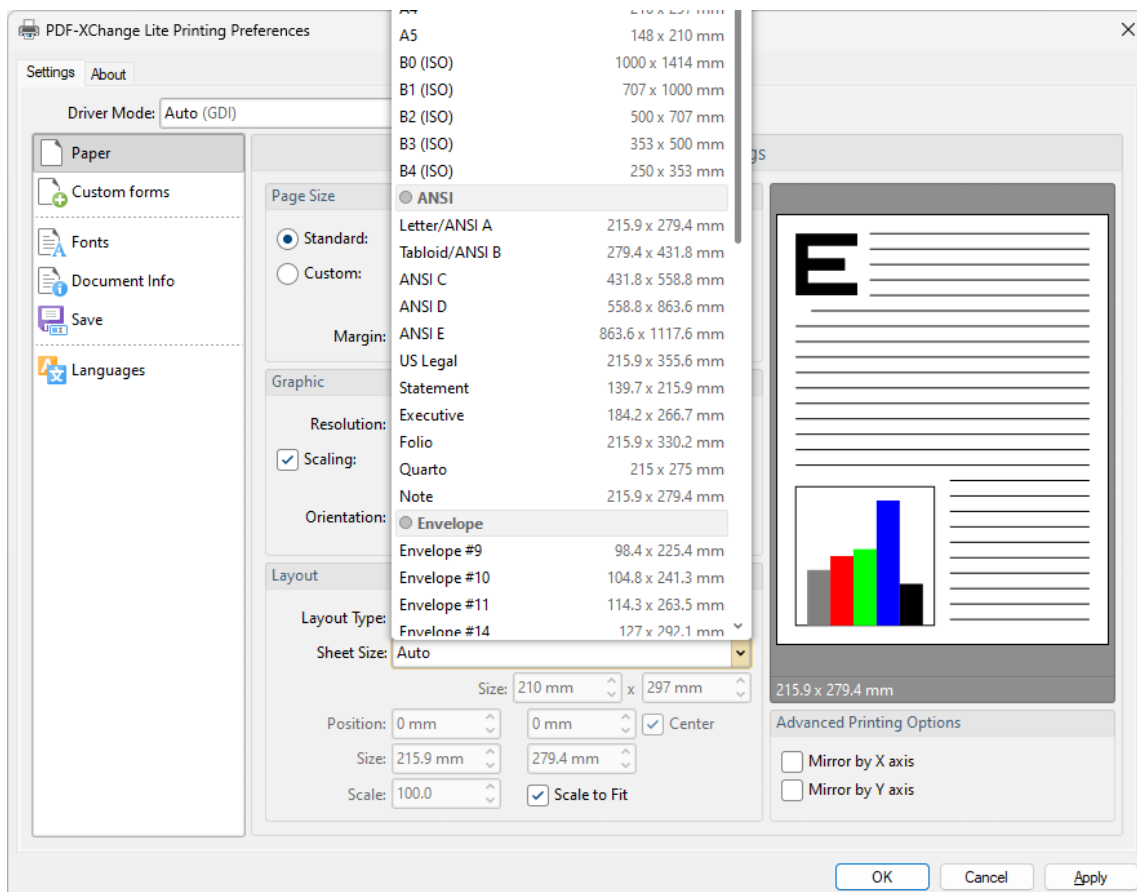 A4 210 x 297 mm
PDF-XChange Lite Printing Preferences
A5 148 x 210 mm
B0 (ISO) 1000 x 1414 mm
Settings About
B1 (ISO) 707 x 1000 mm
Driver Mode: Auto (GDI)
B2 (ISO) 500 x 707 mm
B3 (ISO) 353 x 500 mm
B4 (ISO) 250 x 353 mm
Paper
Custom forms
Fonts
Document Info
Save
Languages
Page Size
Standard:
Custom:
Margin:
Graphic
Resolution:
Scaling:
Orientation:
Layout
Layout Type:
ANSI
Letter/ANSI A 215.9 x 279.4 mm
Tabloid/ANSI B 279.4 x 431.8 mm
ANSI C 431.8 x 558.8 mm
ANSI D 558.8 x 863.6 mm
ANSI E 863.6 x 1117.6 mm
US Legal 215.9 x 355.6 mm
Statement 139.7 x 215.9 mm
Executive 184.2 x 266.7 mm
Folio 215.9 x 330.2 mm
Quarto 215 x 275 mm
Note 215.9 x 279.4 mm
Envelope
Envelope #9 98.4 x 225.4 mm
Envelope #10 104.8 x 241.3 mm
Envelope #11 114.3 x 263.5 mm
Envelope #14 127 x 292.1 mm
Sheet Size: Auto
Size: 210 mm x 297 mm
Position: 0 mm 0 mm Center
Size: 215.9 mm 279.4 mm
Scale: 100.0 Scale to Fit
E
215.9 x 279.4 mm
Advanced Printing Options
Mirror by X axis
Mirror by Y axis
OK Cancel Apply